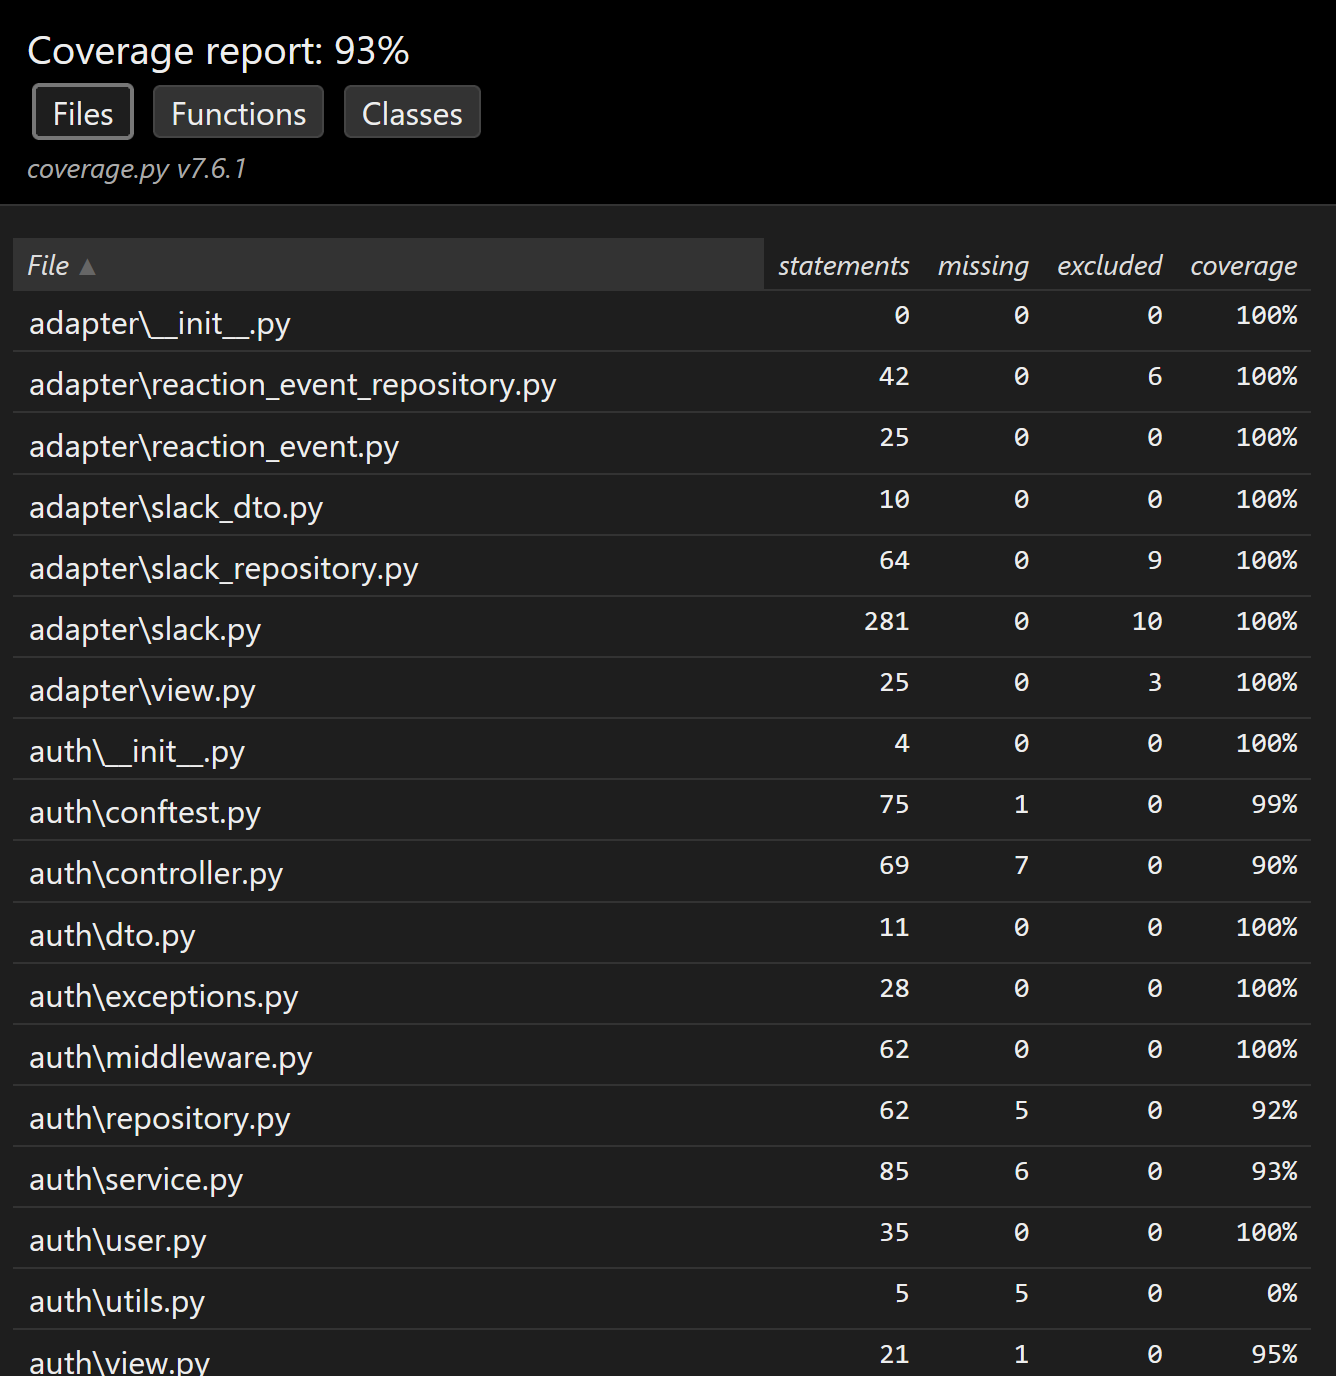 Coverage report: 93%
Files Functions Classes
coverage.py v7.6.1
File ▲ statements missing excluded coverage
adapter\__init__.py 0 0 0 100%
adapter\reaction_event_repository.py 42 0 6 100%
adapter\reaction_event.py 25 0 0 100%
adapter\slack_dto.py 10 0 0 100%
adapter\slack_repository.py 64 0 9 100%
adapter\slack.py 281 0 10 100%
adapter\view.py 25 0 3 100%
auth\__init__.py 4 0 0 100%
auth\conftest.py 75 1 0 99%
auth\controller.py 69 7 0 90%
auth\dto.py 11 0 0 100%
auth\exceptions.py 28 0 0 100%
auth\middleware.py 62 0 0 100%
auth\repository.py 62 5 0 92%
auth\service.py 85 6 0 93%
auth\user.py 35 0 0 100%
auth\utils.py 5 5 0 0%
auth\view.py 21 1 0 95%